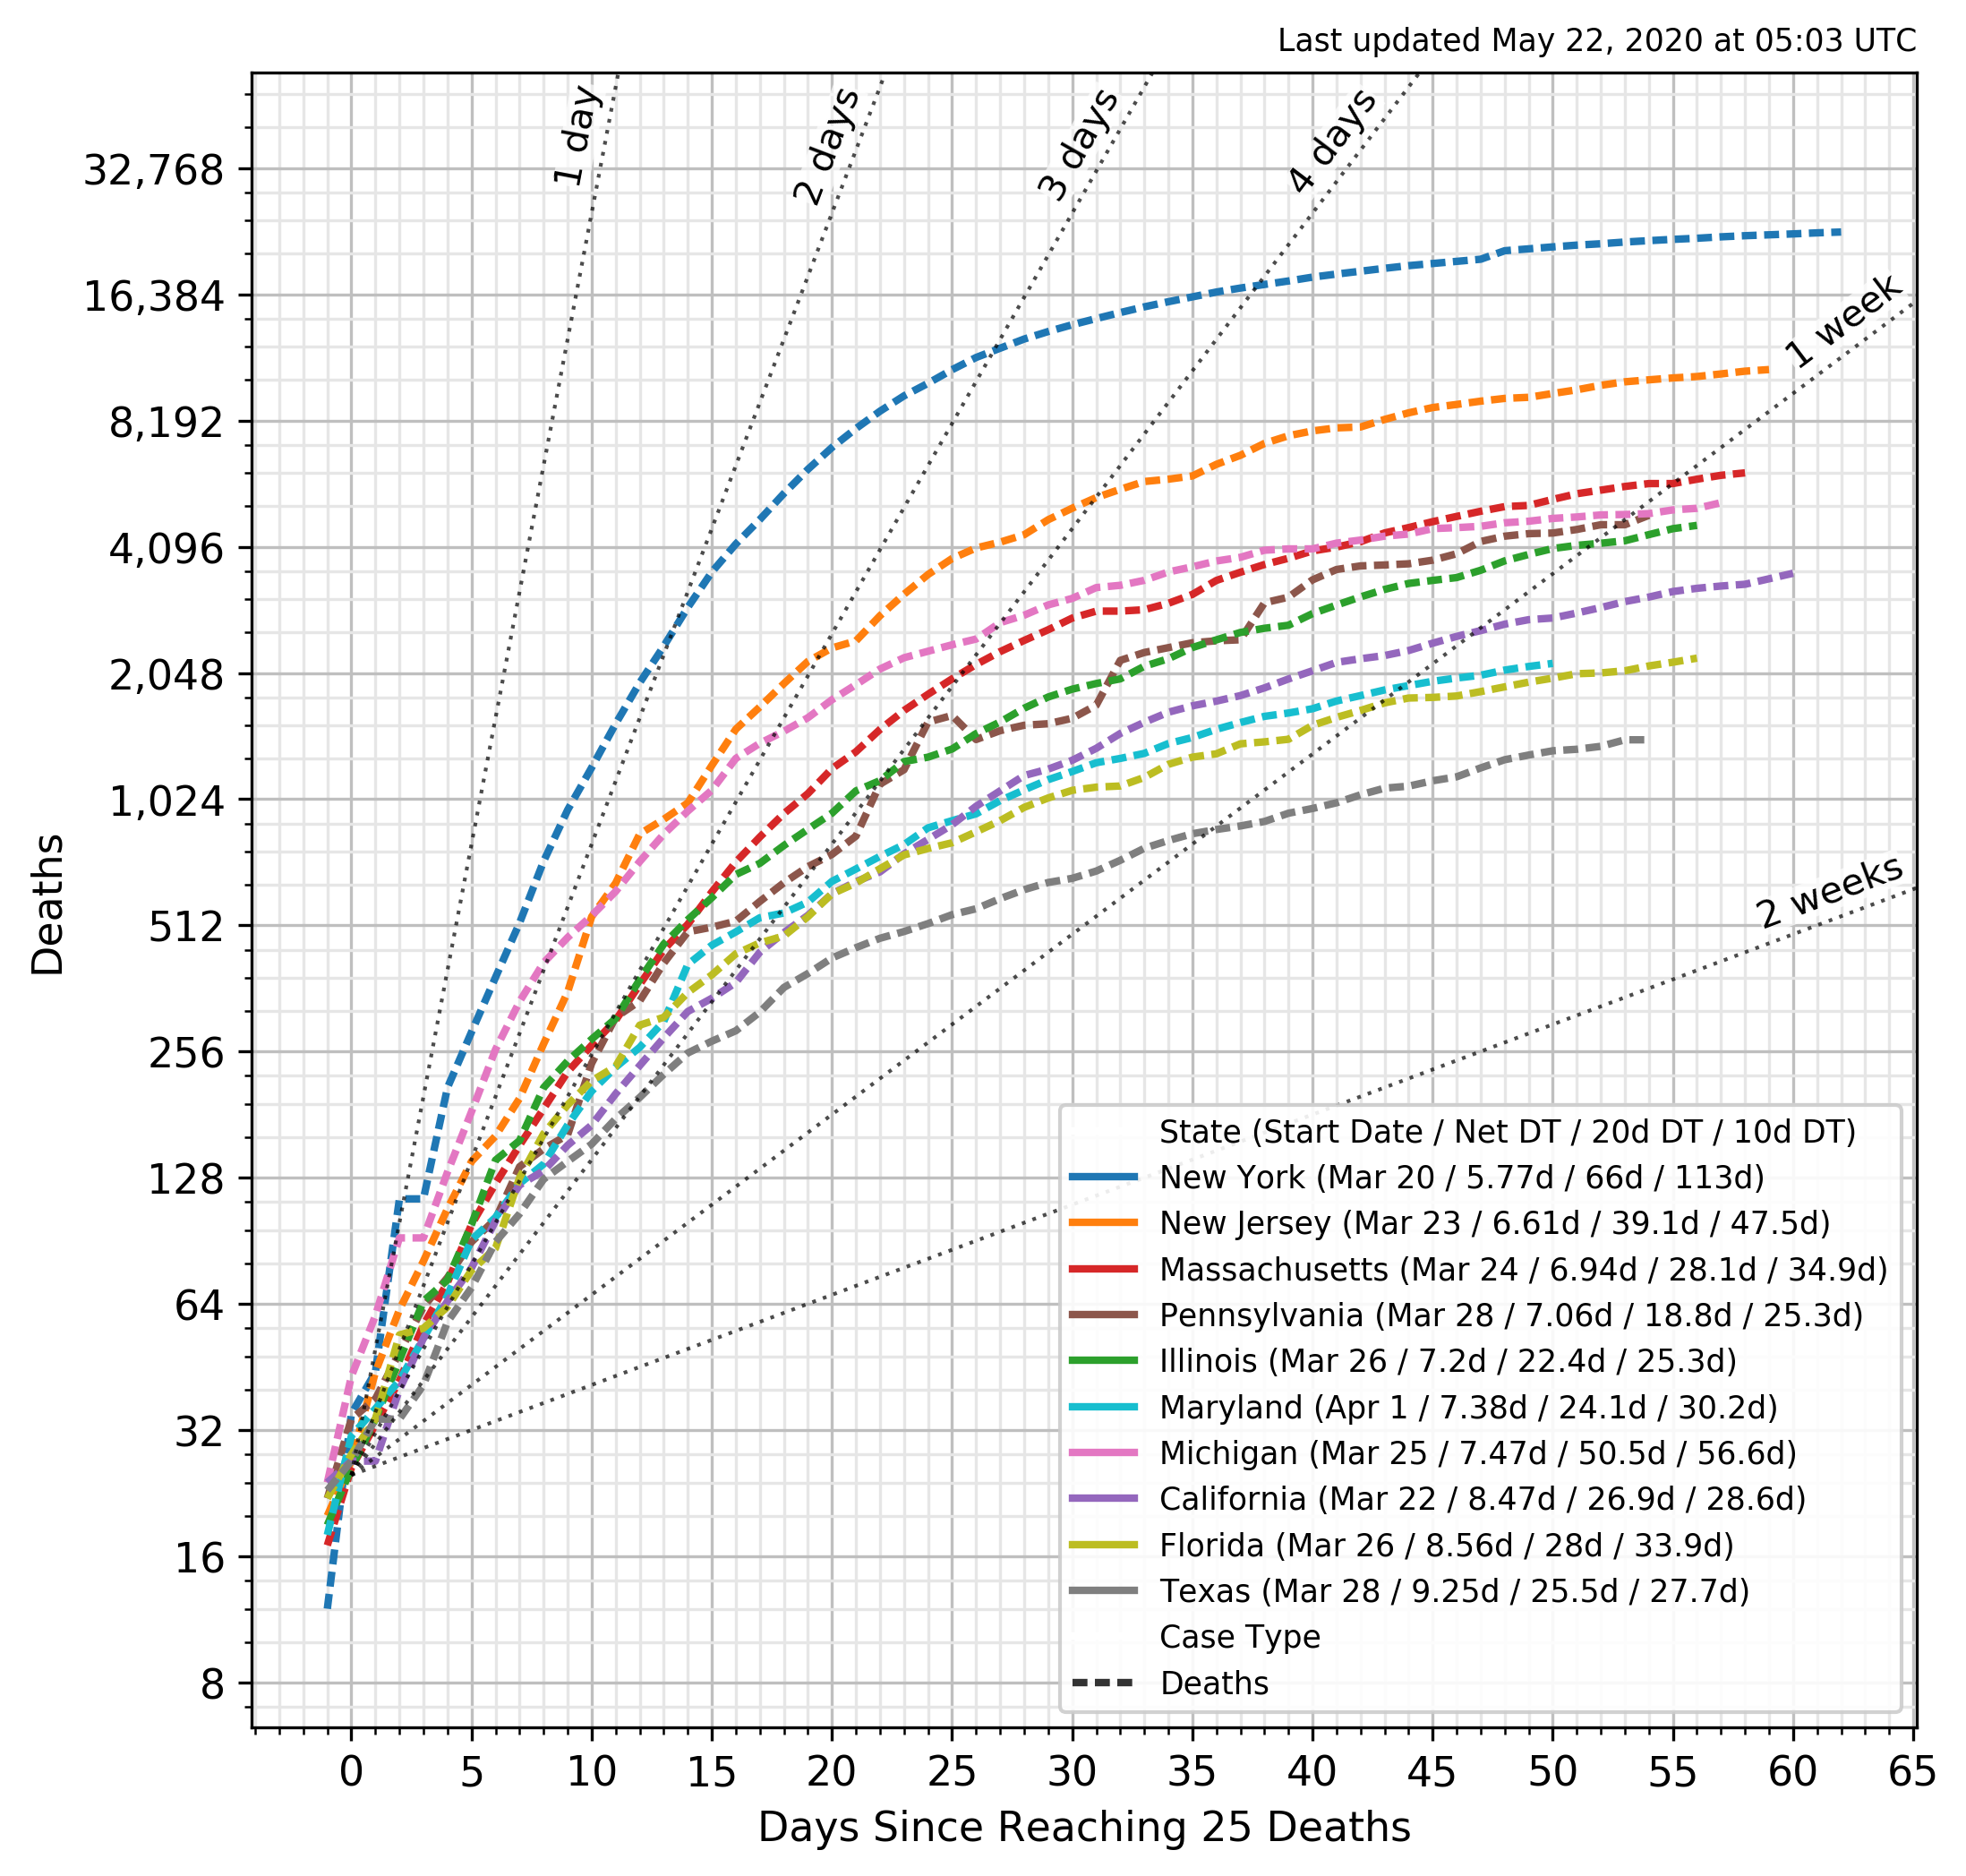 Last updated May 22, 2020 at 05:03 UTC
1 day
2 days
3 days
4 days
1 week
2 weeks
32,768
16,384
8,192
4,096
2,048
1,024
512
256
128
64
32
16
8
Deaths
State (Start Date / Net DT / 20d DT / 10d DT)
New York (Mar 20 / 5.77d / 66d / 113d)
New Jersey (Mar 23 / 6.61d / 39.1d / 47.5d)
Massachusetts (Mar 24 / 6.94d / 28.1d / 34.9d)
Pennsylvania (Mar 28 / 7.06d / 18.8d / 25.3d)
Illinois (Mar 26 / 7.2d / 22.4d / 25.3d)
Maryland (Apr 1 / 7.38d / 24.1d / 30.2d)
Michigan (Mar 25 / 7.47d / 50.5d / 56.6d)
California (Mar 22 / 8.47d / 26.9d / 28.6d)
Florida (Mar 26 / 8.56d / 28d / 33.9d)
Texas (Mar 28 / 9.25d / 25.5d / 27.7d)
Case Type
Deaths
0 5 10 15 20 25 30 35 40 45 50 55 60 65
Days Since Reaching 25 Deaths